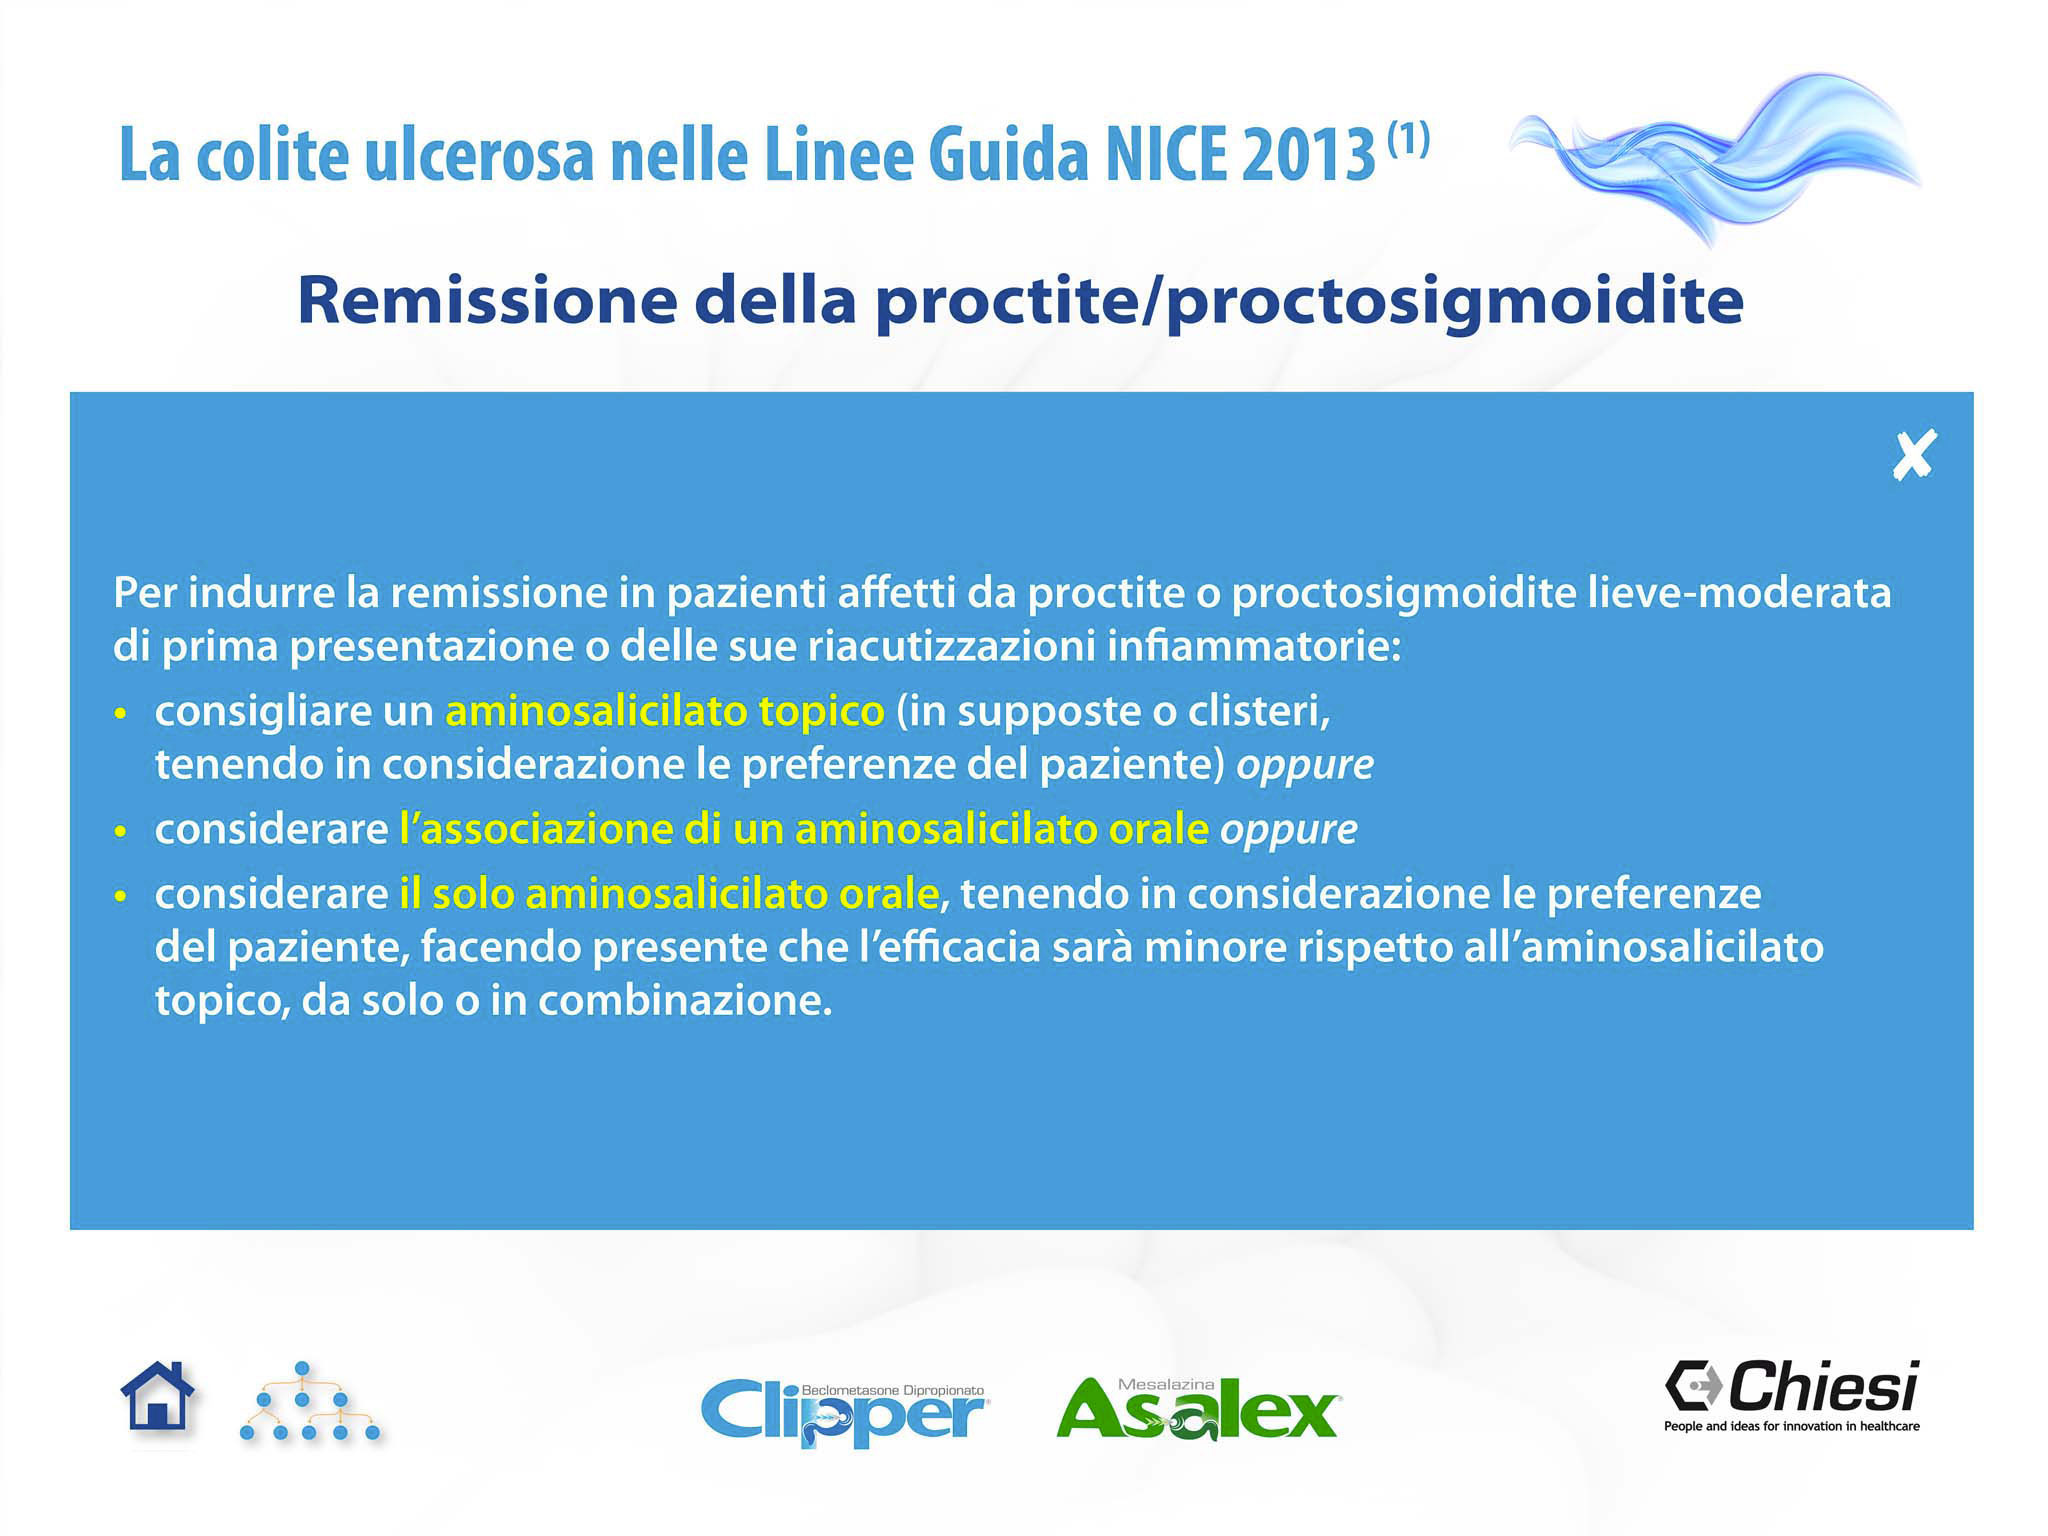 La colite ulcerosa nelle Linee Guida NICE 2013 (1)
Remissione della proctite/proctosigmoidite
✘
Per indurre la remissione in pazienti affetti da proctite o proctosigmoidite lieve-moderata
di prima presentazione o delle sue riacutizzazioni infiammatorie:
• consigliare un aminosalicilato topico (in supposte o clisteri,
tenendo in considerazione le preferenze del paziente) oppure
• considerare l’associazione di un aminosalicilato orale oppure
• considerare il solo aminosalicilato orale, tenendo in considerazione le preferenze
del paziente, facendo presente che l’efficacia sarà minore rispetto all’aminosalicilato
topico, da solo o in combinazione.
Beclometasone Dipropionato
Clipper®
Mesalazina
Asalex®
Chiesi
People and ideas for innovation in healthcare